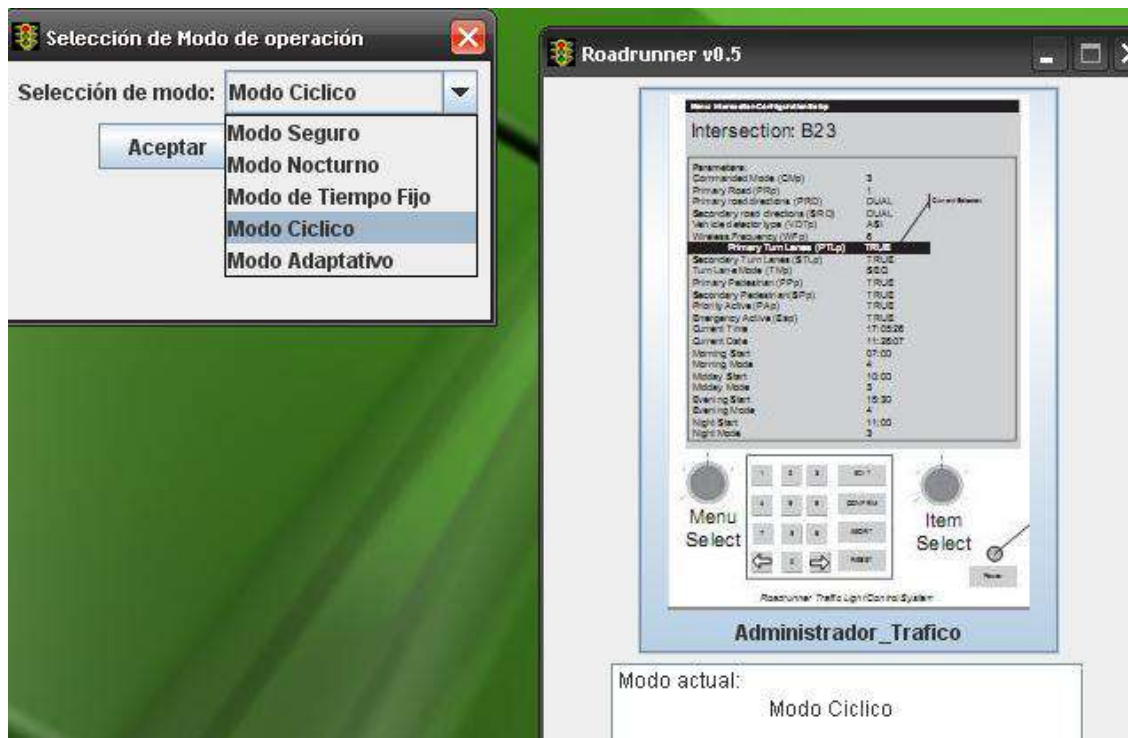 Selección de Modo de operación
Selección de modo: Modo Ciclico
Modo Seguro
Aceptar
Modo Nocturno
Modo de Tiempo Fijo
Modo Ciclico
Modo Adaptativo
Roadrunner v0.5
Intersection: B23
Parameters:
Commanded Mode (CMp) 3
Primary Road (PRp) 1
Primary road directions (PRD) DUAL
Secondary road directions (SRD) DUAL
Vehicle detector type (VDTp) ASI
Wireless Frequency (WFp) 6
Primary Turn Lanes (PTLp) TRUE
Secondary Turn Lanes (STLp) TRUE
Turn Lane Mode (TMp) SEQ
Primary Pedestrian (PPp) TRUE
Secondary Pedestrian (SPp) TRUE
Priority Active (PAp) TRUE
Emergency Active (Eap) TRUE
Current Time 17:05:26
Current Date 11:26:07
Morning Start 07:00
Morning Mode 4
Midday Start 10:00
Midday Mode 3
Evening Start 15:30
Evening Mode 4
Night Start 11:00
Night Mode 3
Menu
Select
Item
Select
Roadrunner Traffic Light Control System
Administrador_Trafico
Modo actual:
Modo Ciclico